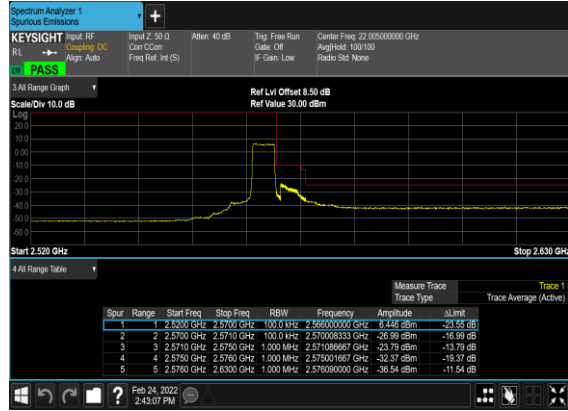 Spectrum Analyzer 1
Spurious Emissions
KEYSIGHT Input: RF Input Z: 50 Ω Atten: 40 dB Trig: Free Run Center Freq: 22.005000000 GHz
RL Coupling: DC Corr CCorr Gate: Off Avg|Hold: 100/100
Align: Auto Freq Ref: Int (S) IF Gain: Low Radio Std: None
PASS
3 All Range Graph Ref Lvl Offset 8.50 dB
Scale/Div 10.0 dB Ref Value 30.00 dBm
Log
20.0
10.0
0.00
-10.0
-20.0
-30.0
-40.0
-50.0
-60.0
Start 2.520 GHz Stop 2.630 GHz
4 All Range Table
Measure Trace Trace 1
Trace Type Trace Average (Active)
Spur Range Start Freq Stop Freq RBW Frequency Amplitude ΔLimit
1 1 2.5200 GHz 2.5700 GHz 100.0 kHz 2.566000000 GHz 6.446 dBm -23.55 dB
2 2 2.5700 GHz 2.5710 GHz 100.0 kHz 2.570008333 GHz -26.99 dBm -16.99 dB
3 3 2.5710 GHz 2.5750 GHz 1.000 MHz 2.571086667 GHz -23.79 dBm -13.79 dB
4 4 2.5750 GHz 2.5760 GHz 1.000 MHz 2.575001667 GHz -32.37 dBm -19.37 dB
5 5 2.5760 GHz 2.6300 GHz 1.000 MHz 2.576090000 GHz -36.54 dBm -11.54 dB
? Feb 24, 2022
2:43:07 PM